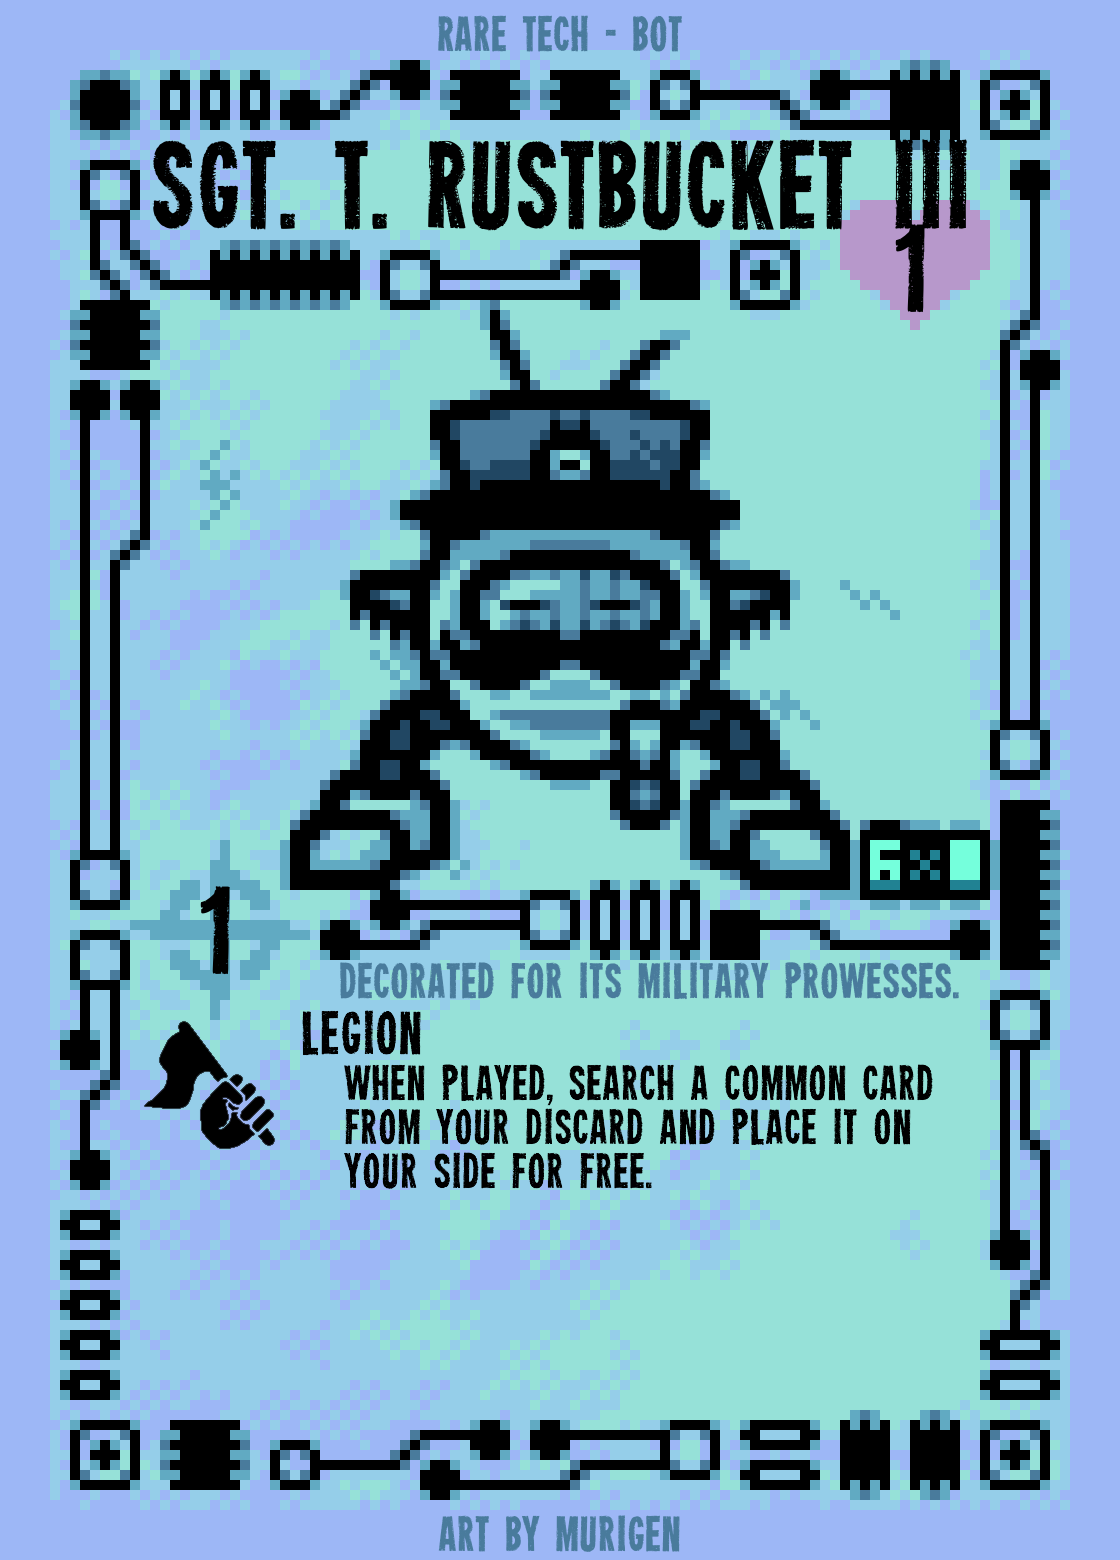 RARE TECH - BOT
SGT. T. RUSTBUCKET III
1
6x
1
DECORATED FOR ITS MILITARY PROWESSES.
LEGION
WHEN PLAYED, SEARCH A COMMON CARD
FROM YOUR DISCARD AND PLACE IT ON
YOUR SIDE FOR FREE.
ART BY MURIGEN